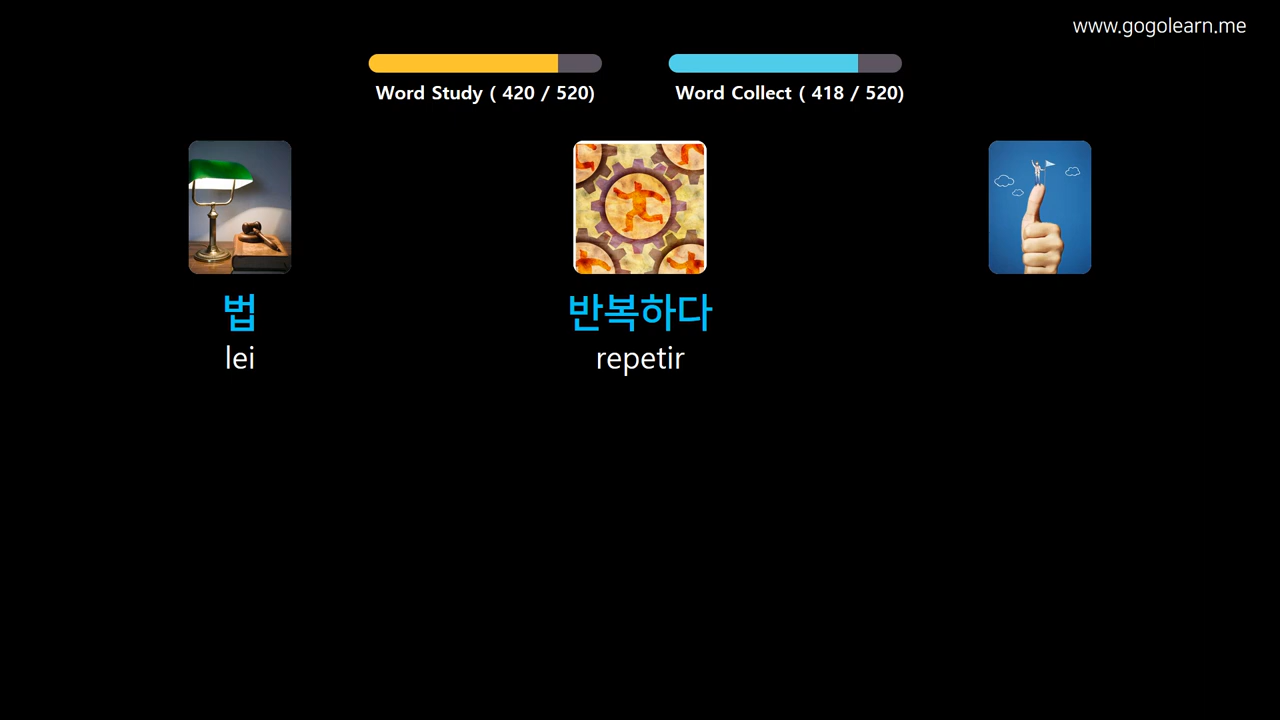 www.gogolearn.me
Word Study ( 420 / 520)
Word Collect ( 418 / 520)
법
lei
반복하다
repetir